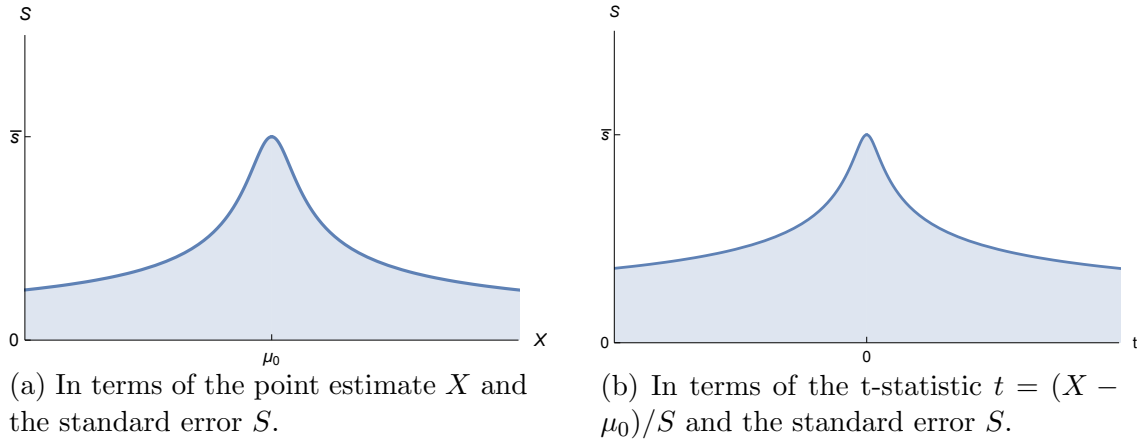 S
s̅
0
μ₀
X
(a) In terms of the point estimate X and
the standard error S.
S
s̅
0
0
t
(b) In terms of the t-statistic t = (X −
μ₀)/S and the standard error S.